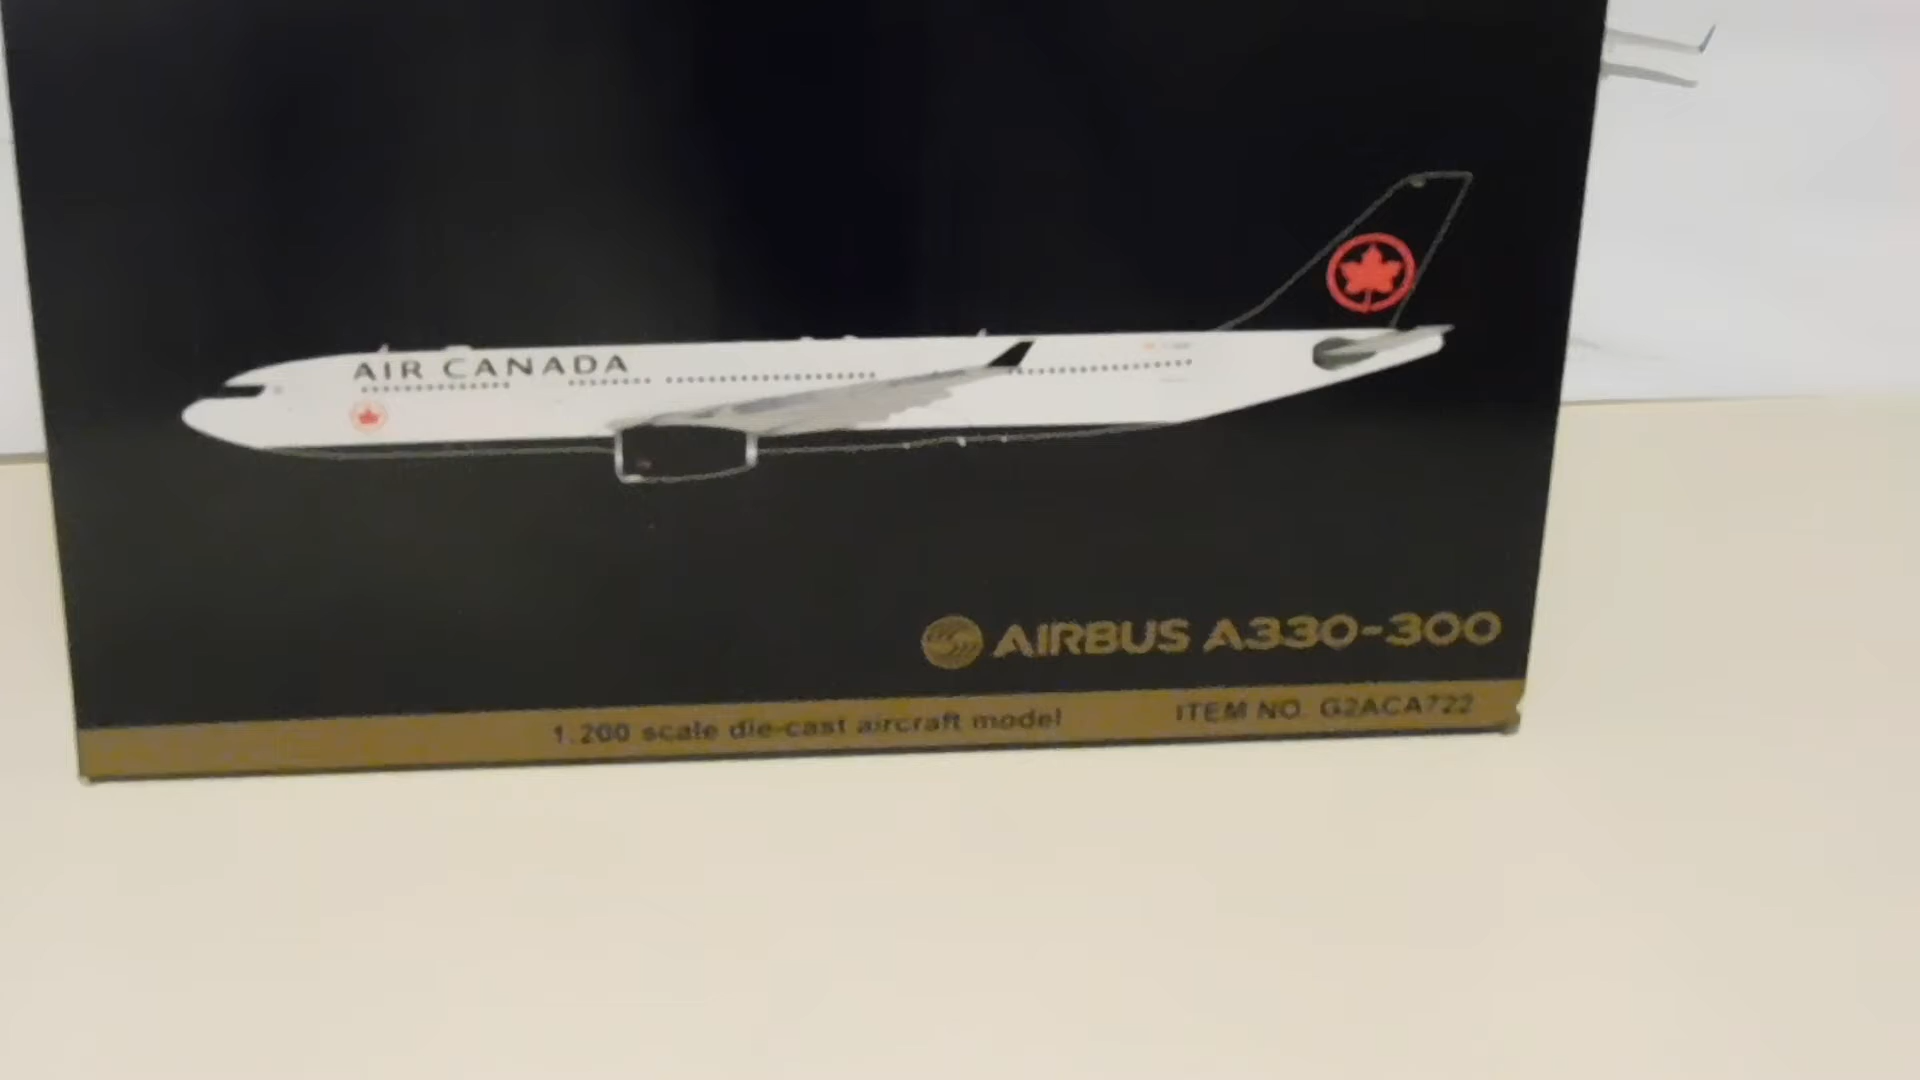 AIR CANADA
AIRBUS A330-300
1:200 scale die-cast aircraft model
ITEM NO. G2ACA722